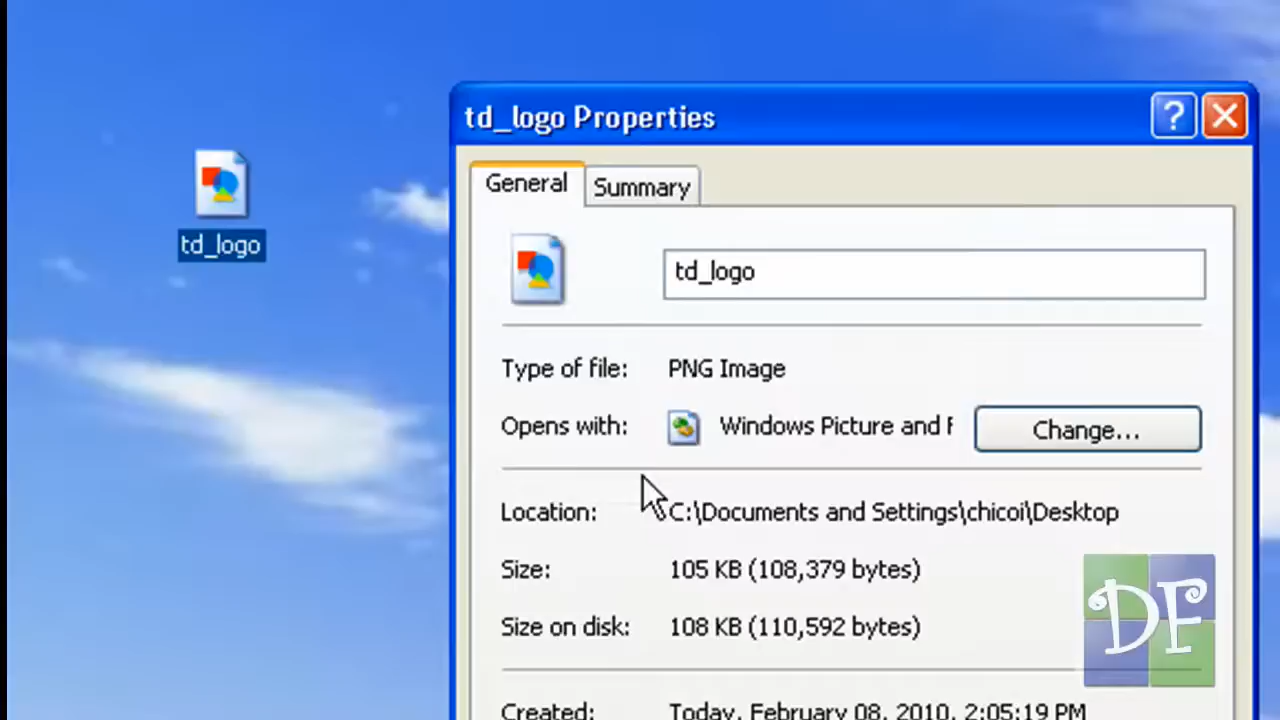 td_logo Properties
General
Summary
td_logo
td_logo
Type of file: PNG Image
Opens with: Windows Picture and F
Change...
Location: C:\Documents and Settings\chicoi\Desktop
Size: 105 KB (108,379 bytes)
Size on disk: 108 KB (110,592 bytes)
DF
Created: Today, February 08, 2010, 2:05:19 PM